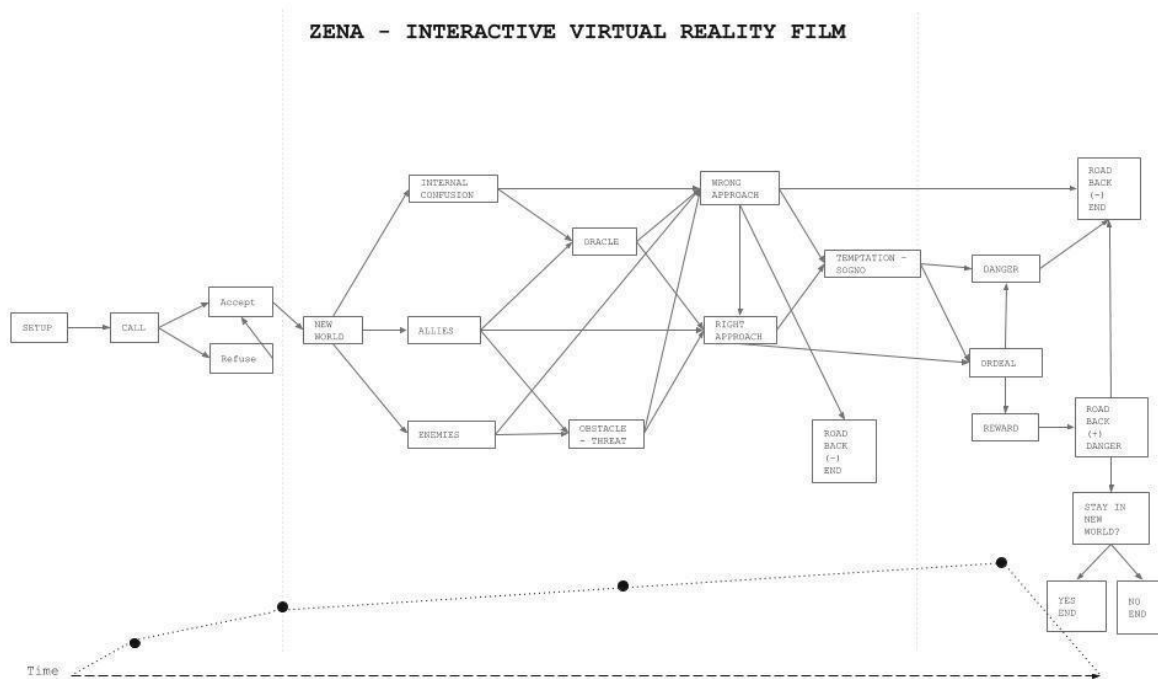 ZENA - INTERACTIVE VIRTUAL REALITY FILM
SETUP
CALL
Accept
Refuse
NEW
WORLD
INTERNAL
CONFUSION
ALLIES
ENEMIES
ORACLE
OBSTACLE
- THREAT
WRONG
APPROACH
RIGHT
APPROACH
ROAD
BACK
(-)
END
TEMPTATION -
SOGNO
DANGER
ORDEAL
REWARD
ROAD
BACK
(-)
END
ROAD
BACK
(+)
DANGER
STAY IN
NEW
WORLD?
YES
END
NO
END
Time